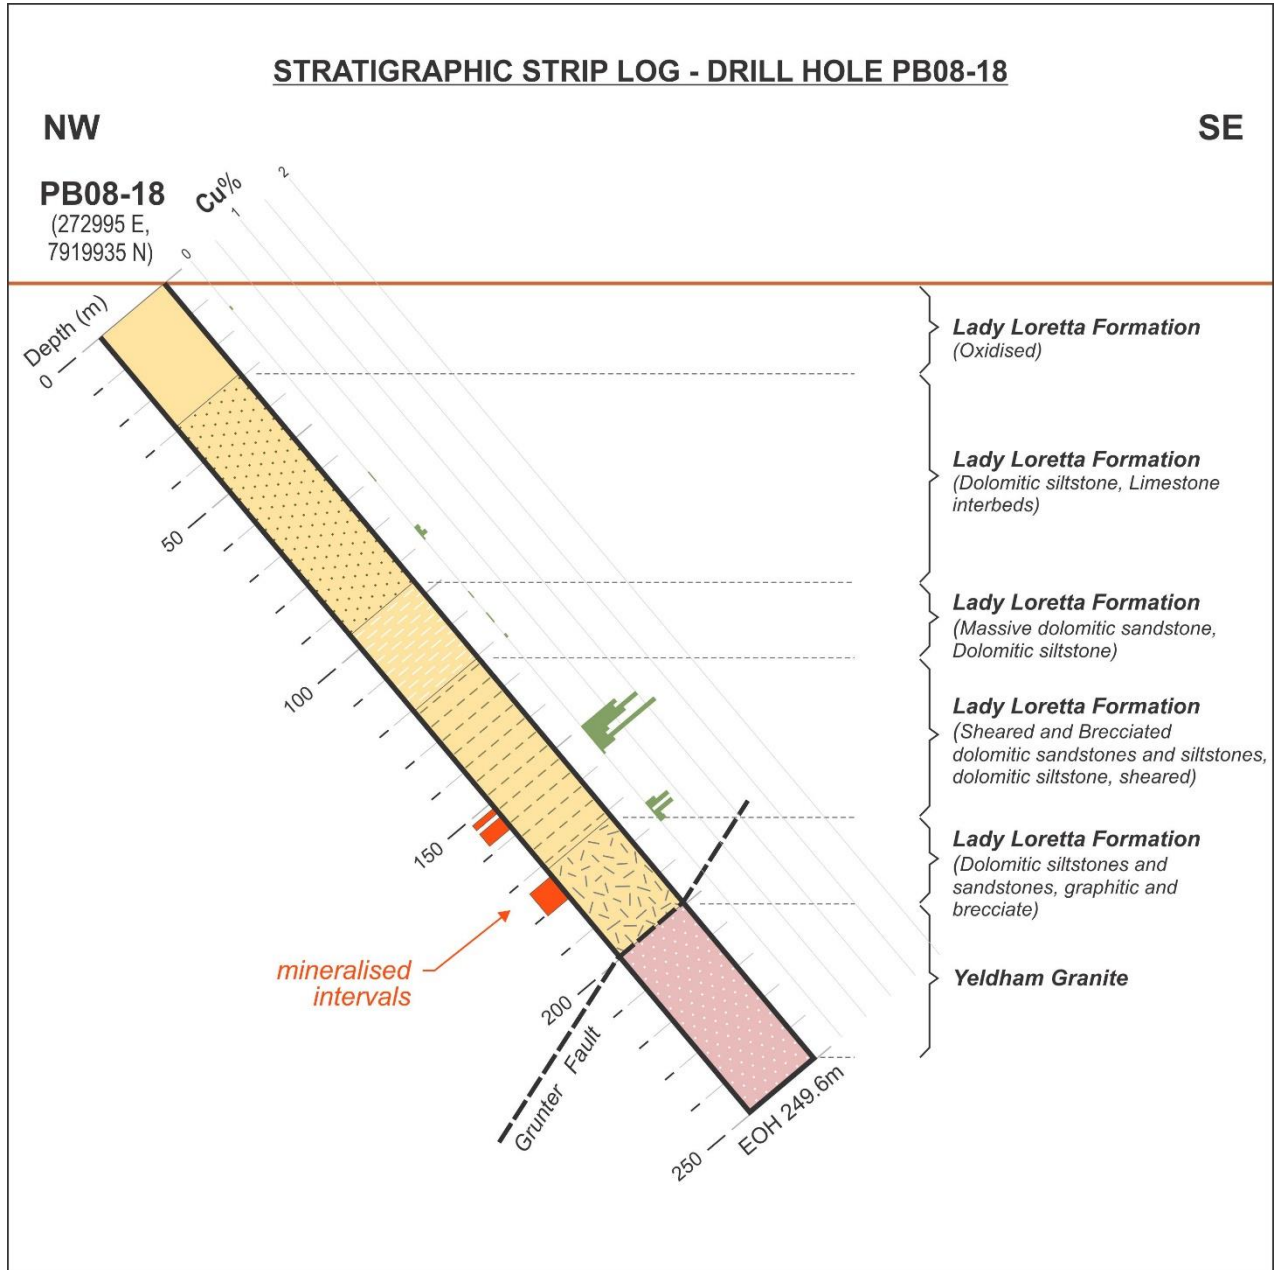 STRATIGRAPHIC STRIP LOG - DRILL HOLE PB08-18
NW
SE
PB08-18
(272995 E,
7919935 N)
Cu%
0
1
2
Depth (m)
0
50
100
150
200
250
Lady Loretta Formation
(Oxidised)
Lady Loretta Formation
(Dolomitic siltstone, Limestone
interbeds)
Lady Loretta Formation
(Massive dolomitic sandstone,
Dolomitic siltstone)
Lady Loretta Formation
(Sheared and Brecciated
dolomitic sandstones and siltstones,
dolomitic siltstone, sheared)
Lady Loretta Formation
(Dolomitic siltstones and
sandstones, graphitic and
brecciate)
Yeldham Granite
mineralised
intervals
Grunter Fault
EOH 249.6m